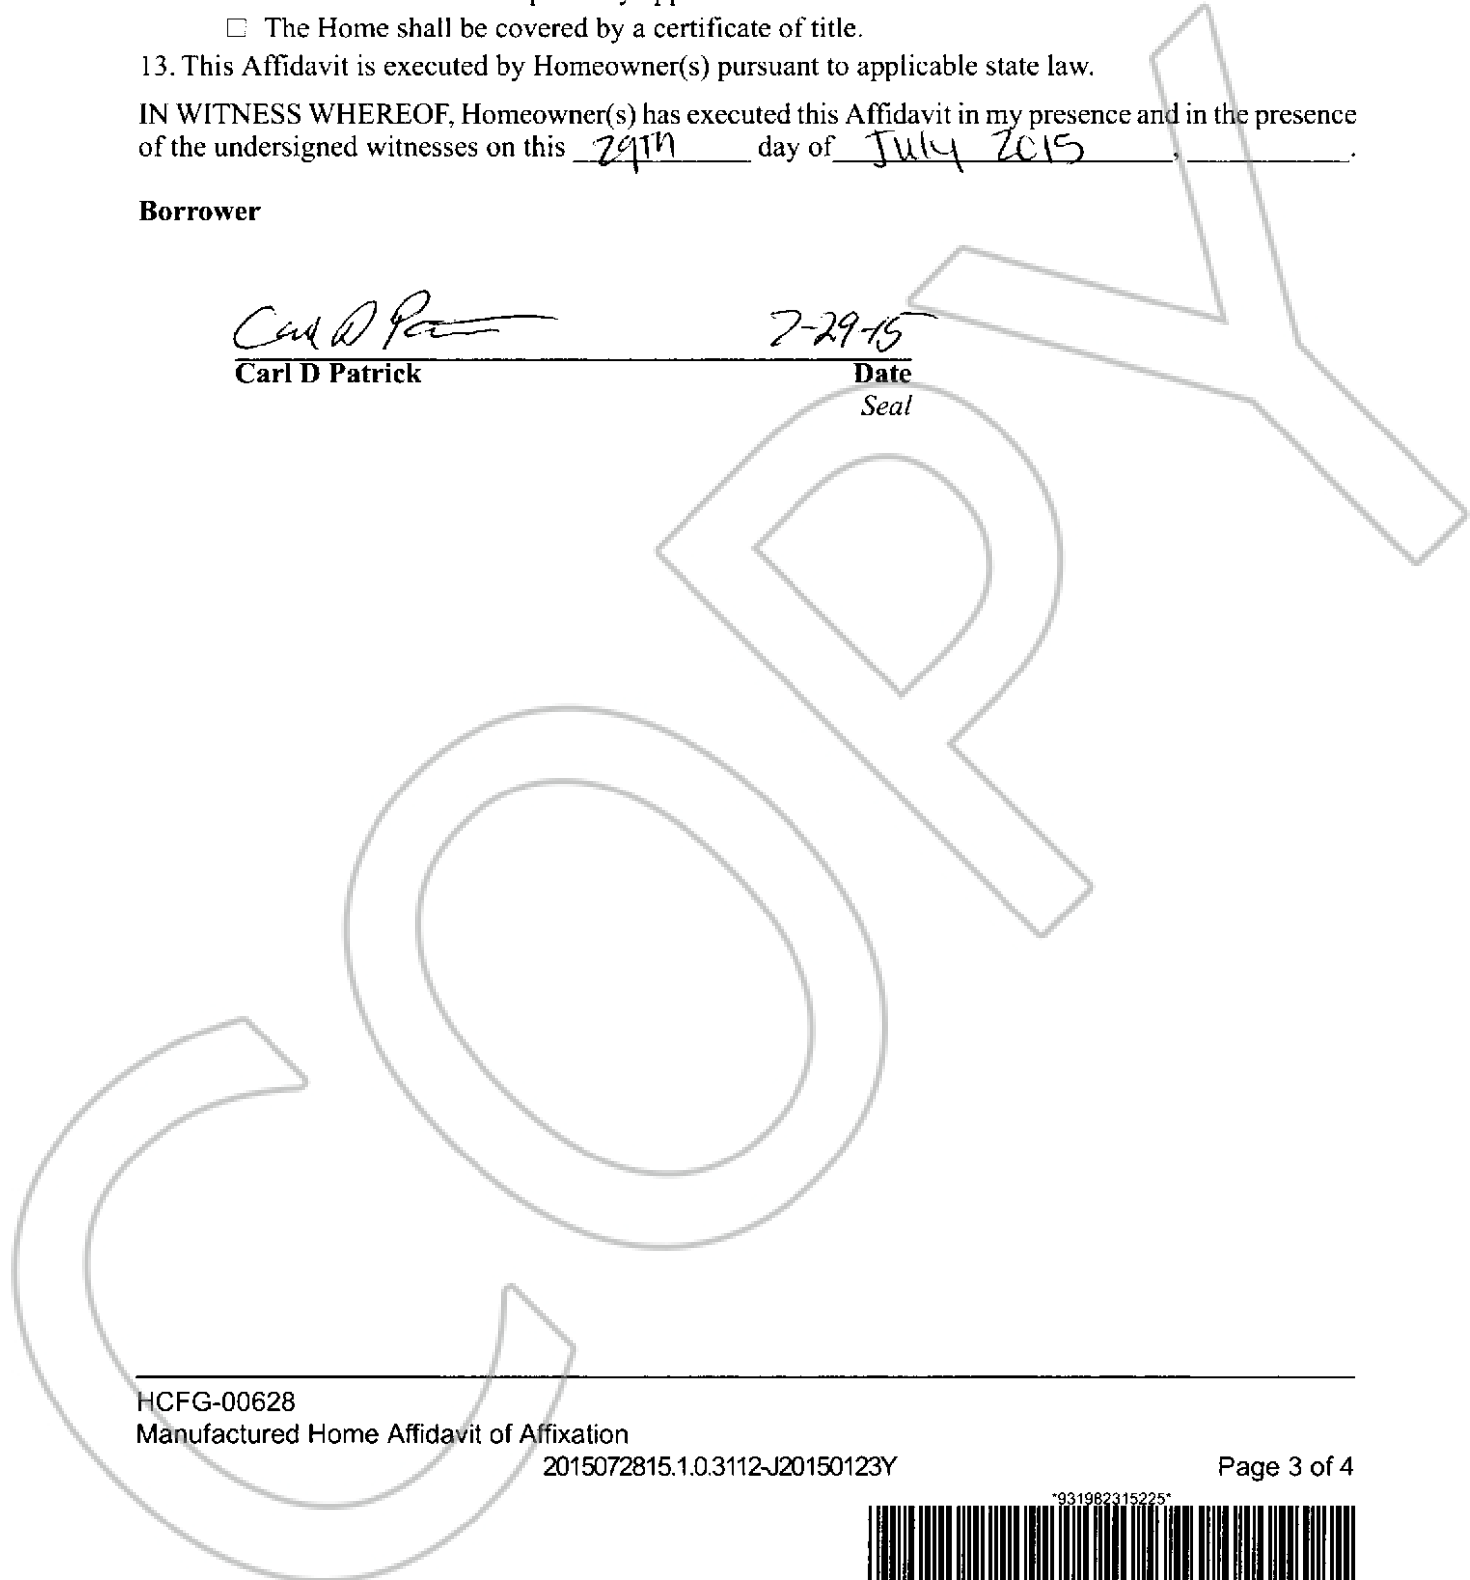 ☐ The Home shall be covered by a certificate of title.
13. This Affidavit is executed by Homeowner(s) pursuant to applicable state law.
IN WITNESS WHEREOF, Homeowner(s) has executed this Affidavit in my presence and in the presence
of the undersigned witnesses on this 29TH day of July 2015, .
Borrower
Carl D 7-29-15
Carl D Patrick Date
Seal
COPY
HCFG-00628
Manufactured Home Affidavit of Affixation
2015072815.1.0.3112-J20150123Y Page 3 of 4
*931982315225*